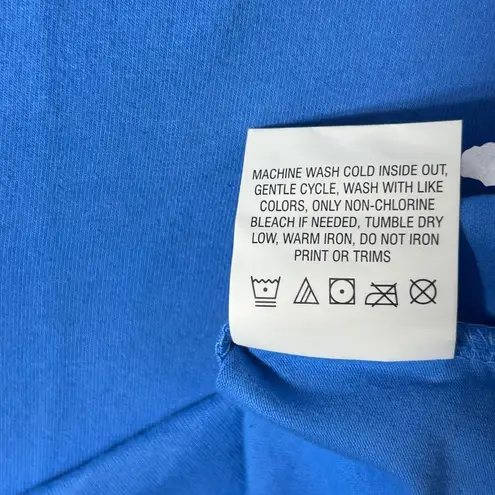 MACHINE WASH COLD INSIDE OUT,
GENTLE CYCLE, WASH WITH LIKE
COLORS, ONLY NON-CHLORINE
BLEACH IF NEEDED, TUMBLE DRY
LOW, WARM IRON, DO NOT IRON
PRINT OR TRIMS